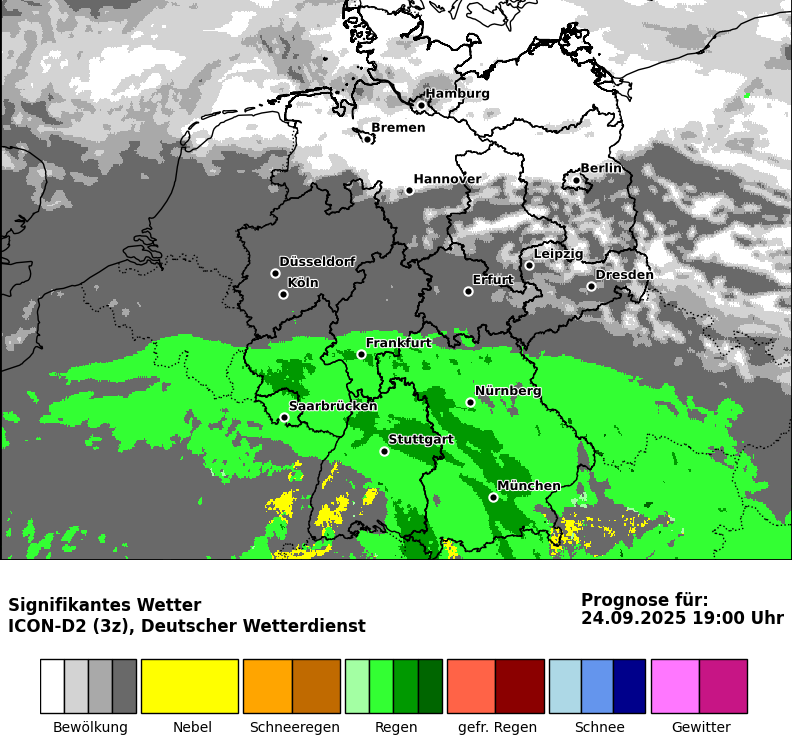 Hamburg
Bremen
Berlin
Hannover
Leipzig
Düsseldorf
Dresden
Köln
Erfurt
Frankfurt
Nürnberg
Saarbrücken
Stuttgart
München
Signifikantes Wetter
ICON-D2 (3z), Deutscher Wetterdienst
Prognose für:
24.09.2025 19:00 Uhr
Bewölkung
Nebel
Schneeregen
Regen
gefr. Regen
Schnee
Gewitter